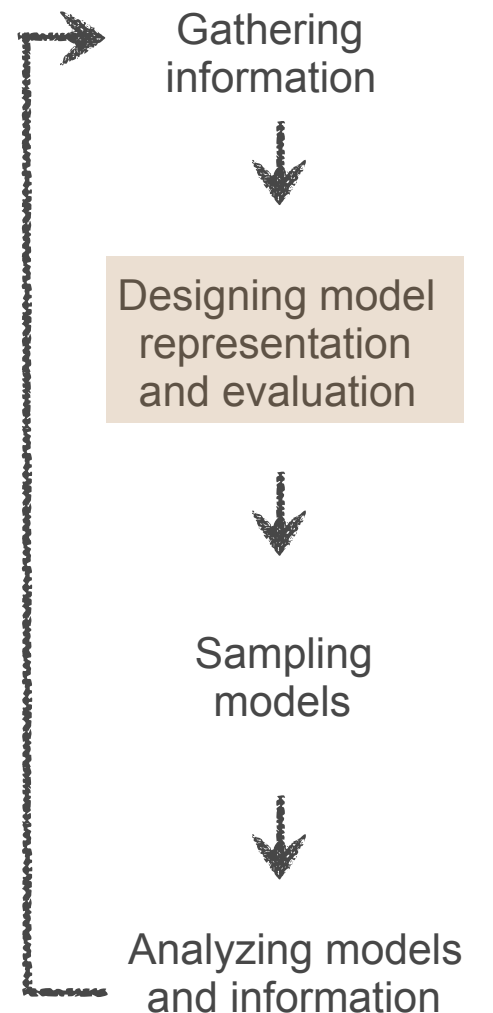 Gathering
information
Designing model
representation
and evaluation
Sampling
models
Analyzing models
and information